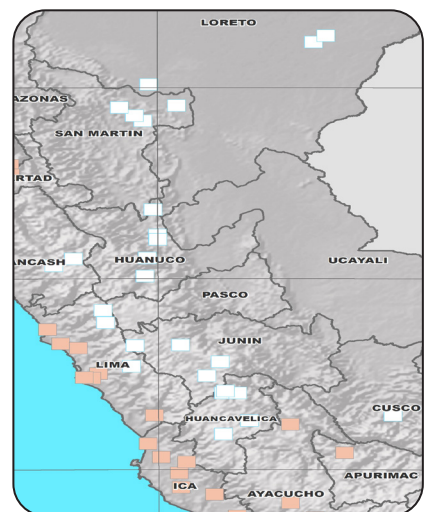 LORETO
AZONAS
SAN MARTIN
RTAD
ANCASH
HUANUCO
UCAYALI
PASCO
JUNIN
LIMA
CUSCO
HUANCAVELICA
APURIMAC
ICA
AYACUCHO